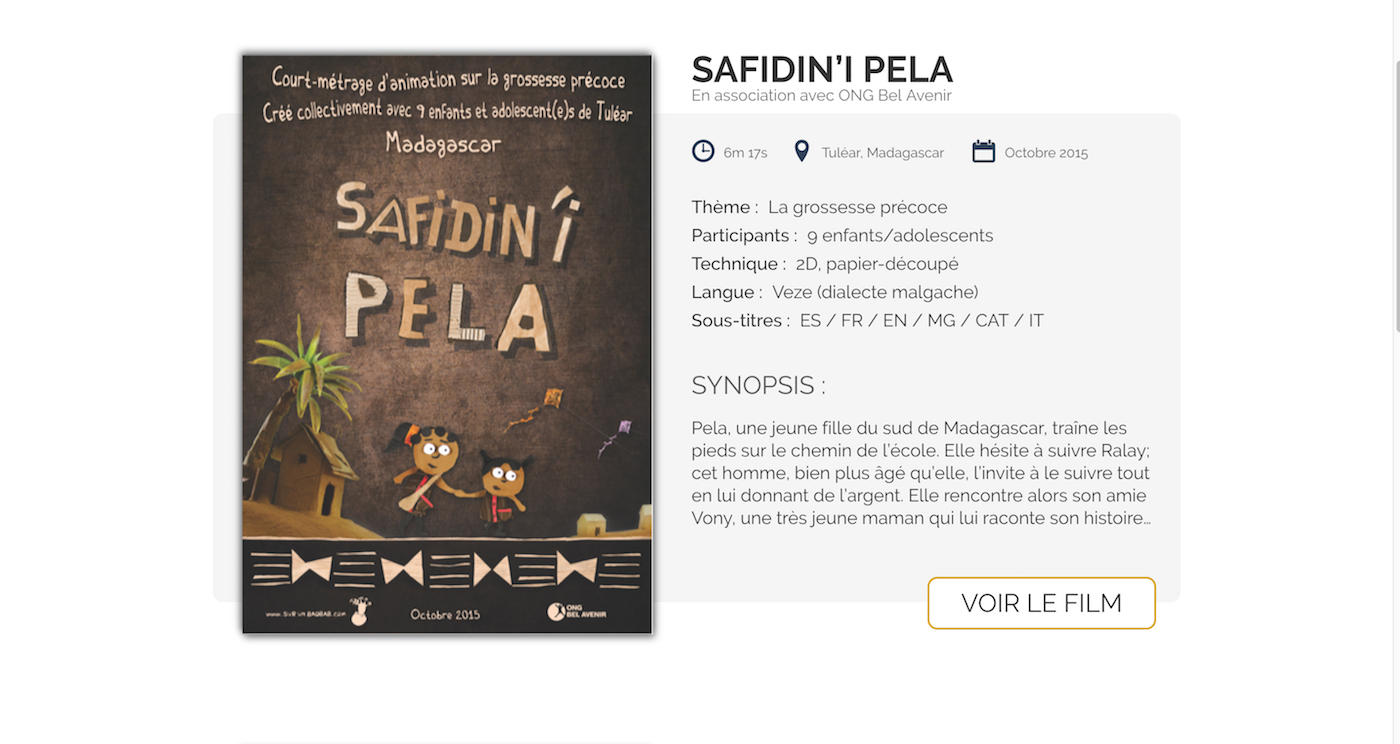 Court-métrage d'animation sur la grossesse précoce
Créé collectivement avec 9 enfants et adolescent(e)s de Tuléar
Madagascar
SAFiDiN'i
PELA
www.SUR UN BAOBAB.com
Octobre 2015
ONG
BEL AVENIR
SAFIDIN'I PELA
En association avec ONG Bel Avenir
6m 17s
Tuléar, Madagascar
Octobre 2015
Thème : La grossesse précoce
Participants : 9 enfants/adolescents
Technique : 2D, papier-découpé
Langue : Veze (dialecte malgache)
Sous-titres : ES / FR / EN / MG / CAT / IT
SYNOPSIS :
Pela, une jeune fille du sud de Madagascar, traîne les
pieds sur le chemin de l'école. Elle hésite à suivre Ralay;
cet homme, bien plus âgé qu'elle, l'invite à le suivre tout
en lui donnant de l'argent. Elle rencontre alors son amie
Vony, une très jeune maman qui lui raconte son histoire...
VOIR LE FILM